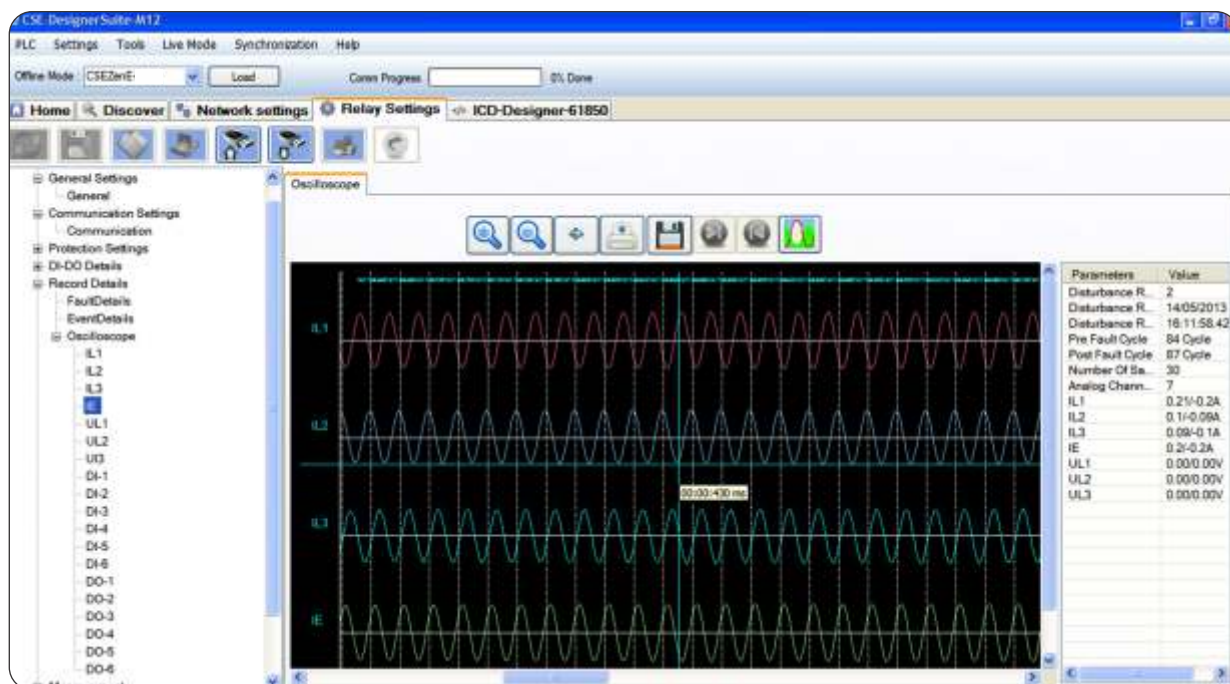 CSE-DesignerSuite-M12
PLC Settings Tools Live Mode Synchronization Help
Offline Mode CSEZenE- Load Comm Progress 0% Done
Home Discover Network settings Relay Settings ICD-Designer-61850
General Settings
General
Communication Settings
Communication
Protection Settings
DI-DO Details
Record Details
FaultDetails
EventDetails
Oscilloscope
IL1
IL2
IL3
IE
UL1
UL2
Ul3
DI-1
DI-2
DI-3
DI-4
DI-5
DI-6
DO-1
DO-2
DO-3
DO-4
DO-5
DO-6
Oscilloscope
IL1
IL2
00:00:430 ms
IL3
IE
Parameters Value
Disturbance R... 2
Disturbance R... 14/05/2013
Disturbance R... 16:11:58.42
Pre Fault Cycle 84 Cycle
Post Fault Cycle 87 Cycle
Number Of Sa... 30
Analog Chann... 7
IL1 0.21/-0.2A
IL2 0.1/-0.09A
IL3 0.09/-0.1A
IE 0.2/-0.2A
UL1 0.00/0.00V
UL2 0.00/0.00V
UL3 0.00/0.00V